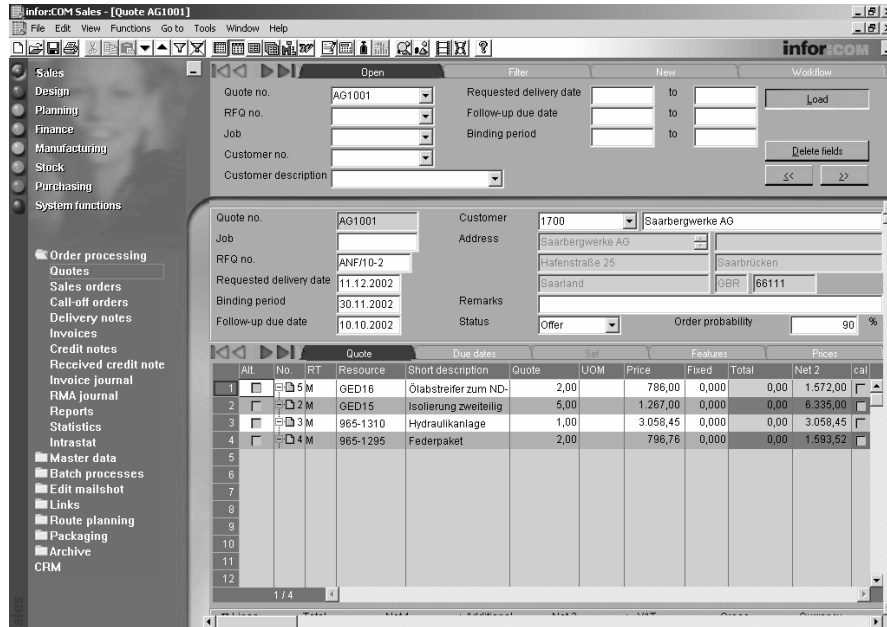 infor:COM Sales - [Quote AG1001]
File Edit View Functions Go to Tools Window Help
infor:COM
Sales
Design
Planning
Finance
Manufacturing
Stock
Purchasing
System functions
Order processing
Quotes
Sales orders
Call-off orders
Delivery notes
Invoices
Credit notes
Received credit note
Invoice journal
RMA journal
Reports
Statistics
Intrastat
Master data
Batch processes
Edit mailshot
Links
Route planning
Packaging
Archive
CRM
Open Filter New Workflow
Quote no. AG1001 Requested delivery date to Load
RFQ no. Follow-up due date to
Job Binding period to
Customer no. Delete fields
Customer description << >>
Quote no. AG1001 Customer 1700 Saarbergwerke AG
Job Address Saarbergwerke AG
RFQ no. ANF/10-2 Hafenstraße 25 Saarbrücken
Requested delivery date 11.12.2002 Saarland GBR 66111
Binding period 30.11.2002 Remarks
Follow-up due date 10.10.2002 Status Offer Order probability 90 %
Quote Due dates Set Features Prices
Alt. No. RT Resource Short description Quote UOM Price Fixed Total Net 2 cal
1 5 M GED16 Ölabstreifer zum ND- 2,00 786,00 0,000 0,00 1.572,00
2 2 M GED15 Isolierung zweiteilig 5,00 1.267,00 0,000 0,00 6.335,00
3 3 M 965-1310 Hydraulikanlage 1,00 3.058,45 0,000 0,00 3.058,45
4 4 M 965-1295 Federpaket 2,00 796,76 0,000 0,00 1.593,52
5
6
7
8
9
10
11
12
1 / 4